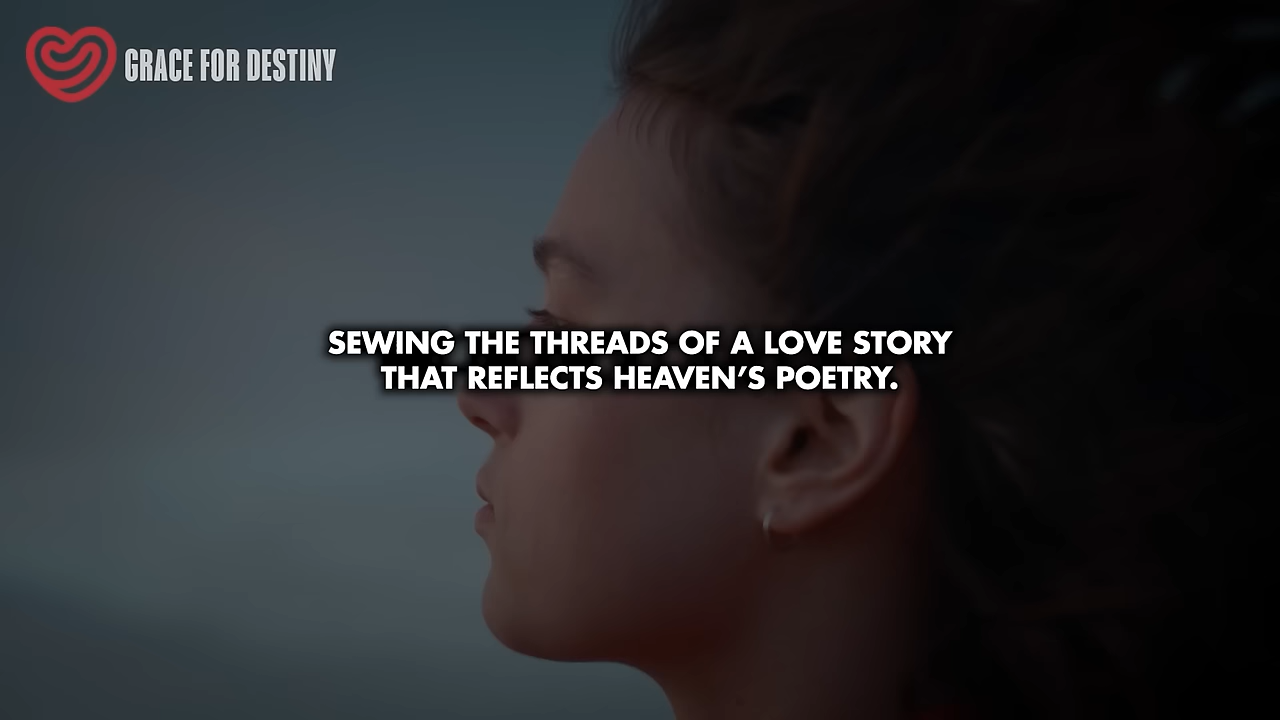 GRACE FOR DESTINY
SEWING THE THREADS OF A LOVE STORY
THAT REFLECTS HEAVEN’S POETRY.